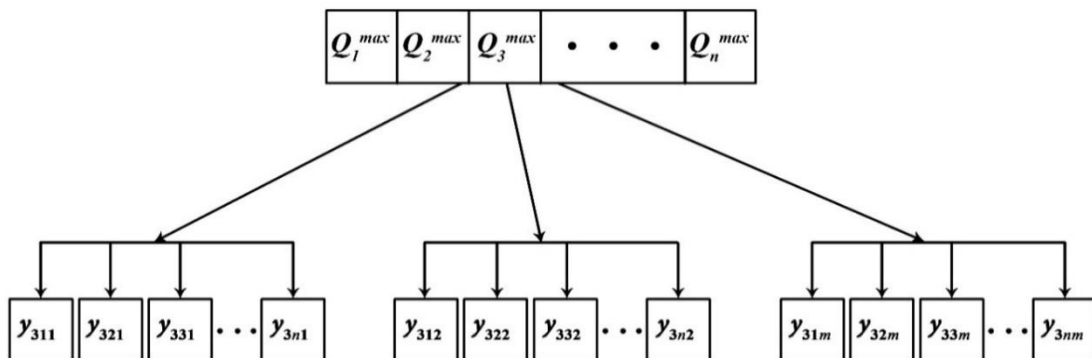 Q₁ᵐᵃˣ Q₂ᵐᵃˣ Q₃ᵐᵃˣ • • • Qₙᵐᵃˣ
y₃₁₁ y₃₂₁ y₃₃₁ • • • y₃ₙ₁ y₃₁₂ y₃₂₂ y₃₃₂ • • • y₃ₙ₂ y₃₁ₘ y₃₂ₘ y₃₃ₘ • • • y₃ₙₘ